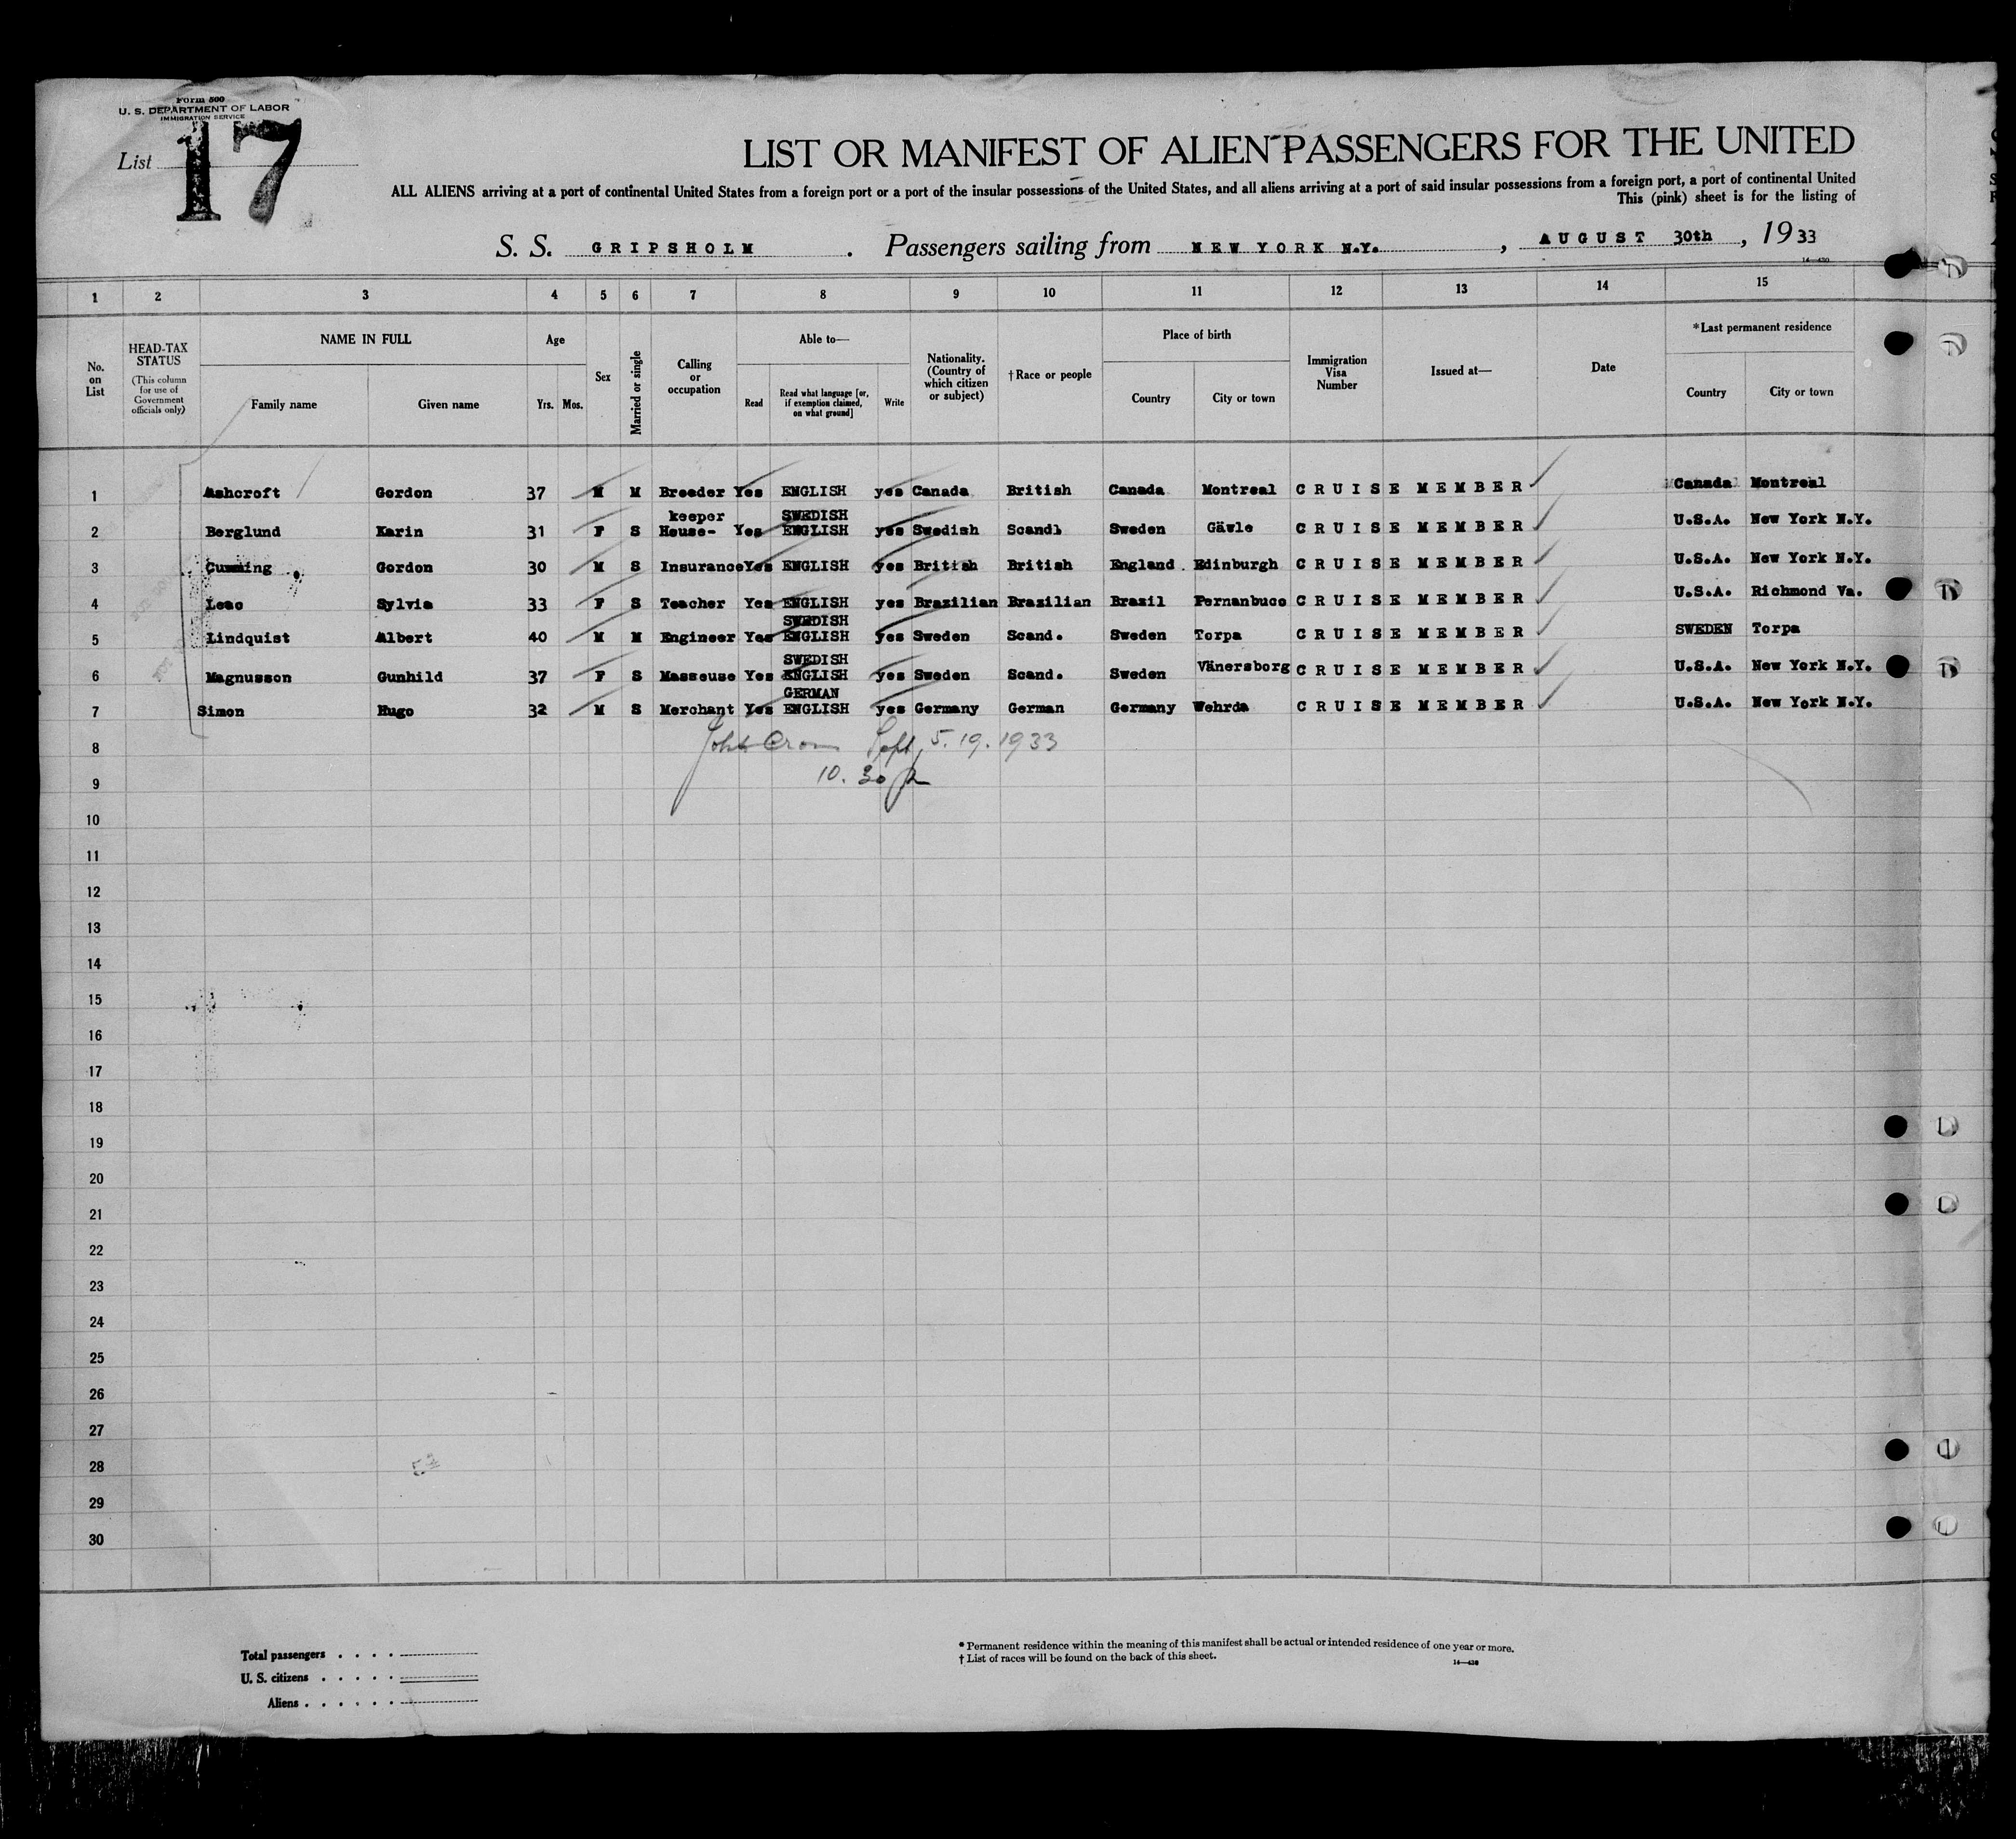 Form 500
U. S. DEPARTMENT OF LABOR
IMMIGRATION SERVICE
List 17
LIST OR MANIFEST OF ALIEN PASSENGERS FOR THE UNITED
ALL ALIENS arriving at a port of continental United States from a foreign port or a port of the insular possessions of the United States, and all aliens arriving at a port of said insular possessions from a foreign port, a port of continental United
This (pink) sheet is for the listing of
S. S. GRIPSHOLM . Passengers sailing from NEW YORK N.Y. , AUGUST 30th , 1933
14—430
1 2 3 4 5 6 7 8 9 10 11 12 13 14 15
No. on List
HEAD-TAX STATUS
(This column for use of Government officials only)
NAME IN FULL
Family name Given name
Age
Yrs. Mos.
Sex
Married or single
Calling or occupation
Able to—
Read Read what language [or, if exemption claimed, on what ground] Write
Nationality. (Country of which citizen or subject)
†Race or people
Place of birth
Country City or town
Immigration Visa Number
Issued at—
Date
*Last permanent residence
Country City or town
1 Ashcroft Gordon 37 M M Breeder Yes ENGLISH yes Canada British Canada Montreal CRUISE MEMBER Canada Montreal
keeper SWEDISH
2 Berglund Karin 31 F S House- Yes ENGLISH yes Swedish Scandl Sweden Gävle CRUISE MEMBER U.S.A. New York N.Y.
3 Cumming Gordon 30 M S Insurance Yes ENGLISH yes British British England Edinburgh CRUISE MEMBER U.S.A. New York N.Y.
4 Leao Sylvia 33 F S Teacher Yes ENGLISH yes Brazilian Brazilian Brazil Pernanbuco CRUISE MEMBER U.S.A. Richmond Va.
SWEDISH
5 Lindquist Albert 40 M M Engineer Yes ENGLISH yes Sweden Scand. Sweden Torpa CRUISE MEMBER SWEDEN Torpa
SWEDISH
6 Magnusson Gunhild 37 F S Masseuse Yes ENGLISH yes Sweden Scand. Sweden Vänersborg CRUISE MEMBER U.S.A. New York N.Y.
GERMAN
7 Simon Hugo 32 M S Merchant Yes ENGLISH yes Germany German Germany Wehrda CRUISE MEMBER U.S.A. New York N.Y.
8 Sept. 5. 19. 1933
9 10. 30
10
11
12
13
14
15
16
17
18
19
20
21
22
23
24
25
26
27
28
29
30
Total passengers . . . .
U. S. citizens . . . . .
Aliens . . . . . .
* Permanent residence within the meaning of this manifest shall be actual or intended residence of one year or more.
† List of races will be found on the back of this sheet.
14—430